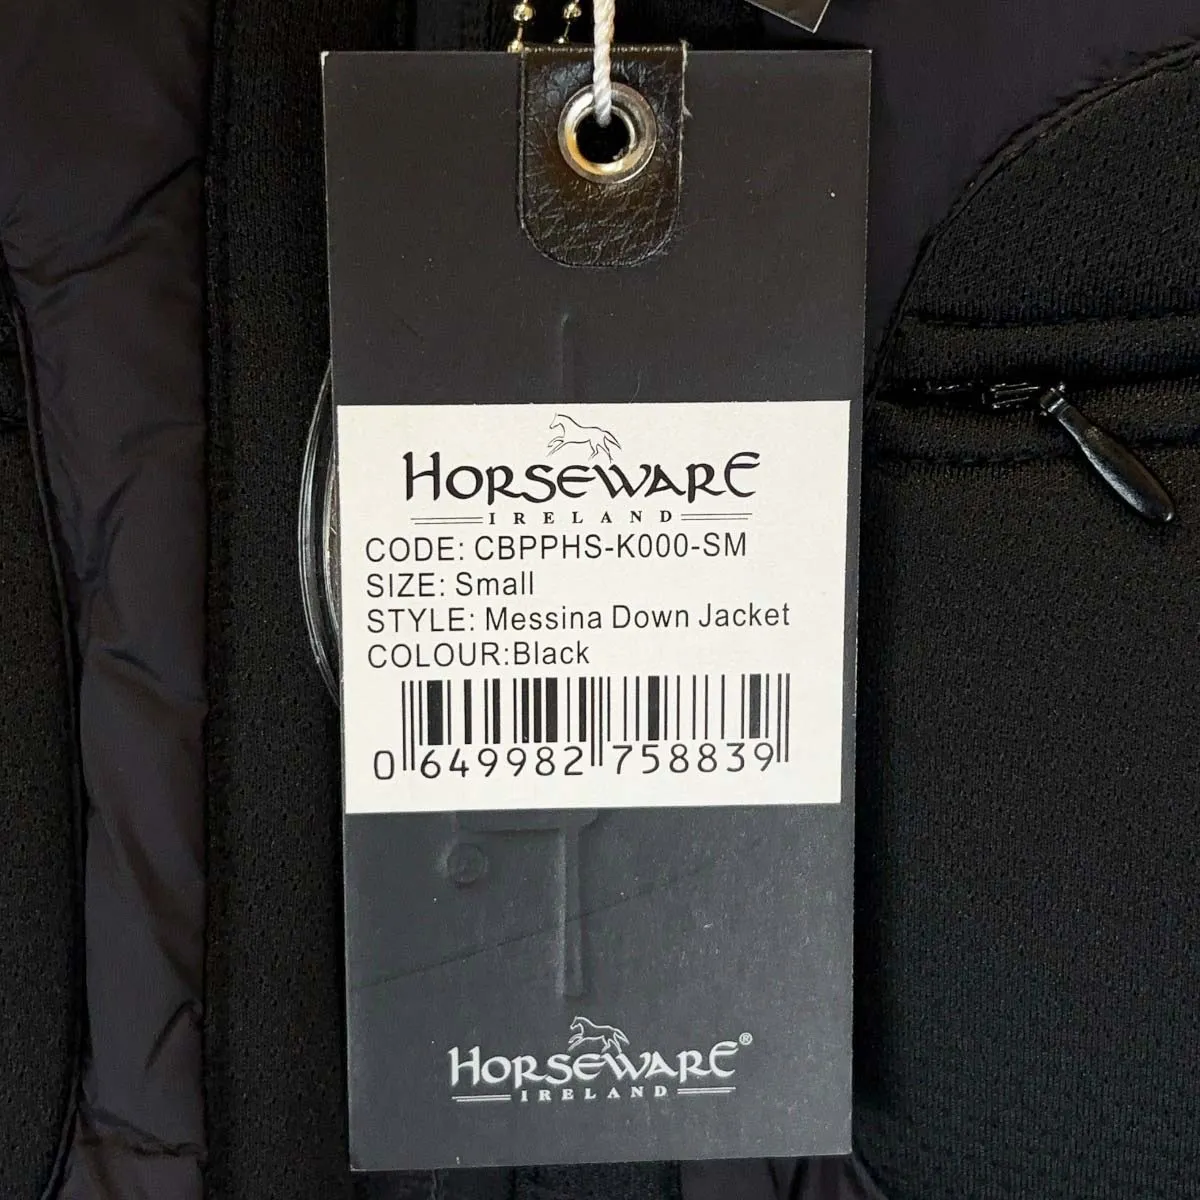 HORSEWARE
IRELAND
CODE: CBPPHS-K000-SM
SIZE: Small
STYLE: Messina Down Jacket
COLOUR:Black
0 649982 758839
HORSEWARE®
IRELAND